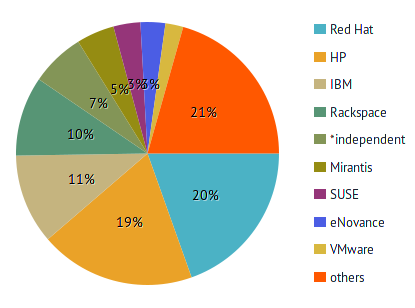 Red Hat
HP
IBM
Rackspace
*independent
Mirantis
SUSE
eNovance
VMware
others
21%
20%
19%
11%
10%
7%
5%
3%
3%